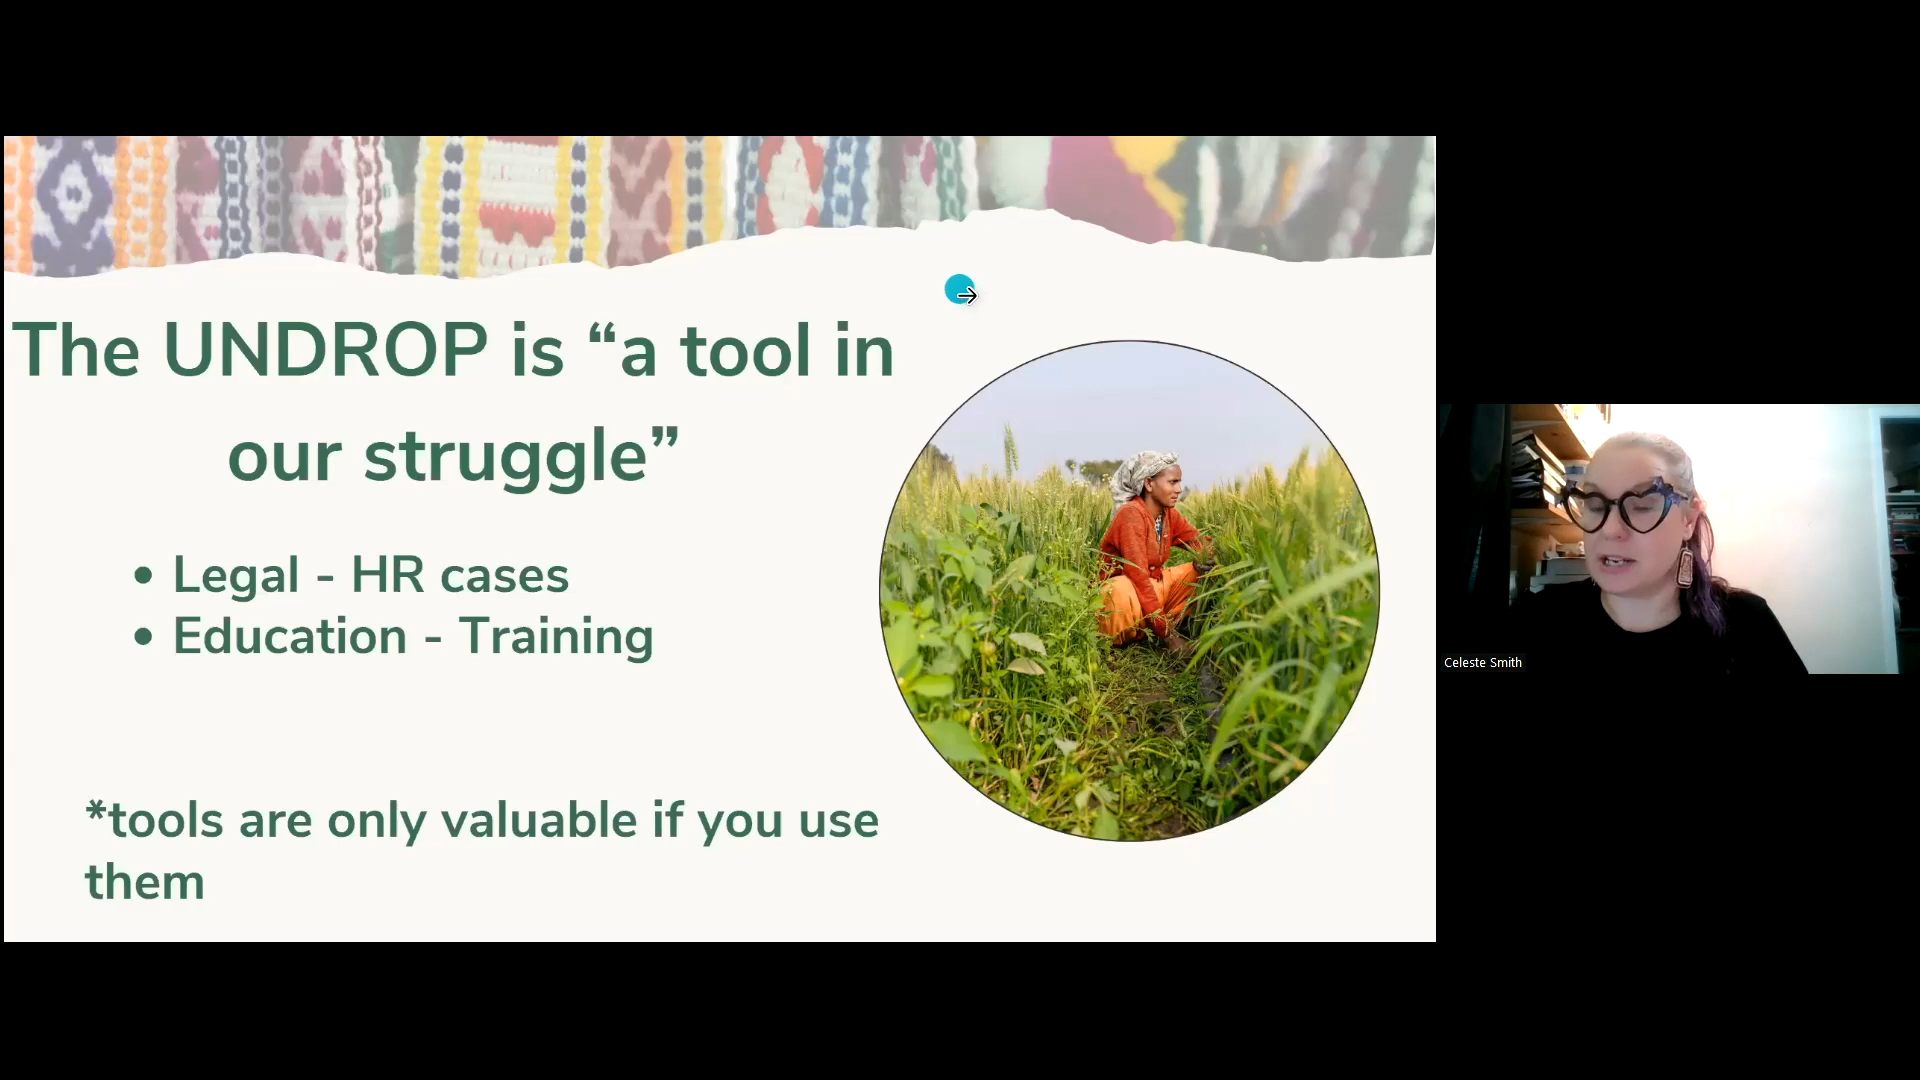 The UNDROP is “a tool in
our struggle”
• Legal - HR cases
• Education - Training
*tools are only valuable if you use
them
Celeste Smith